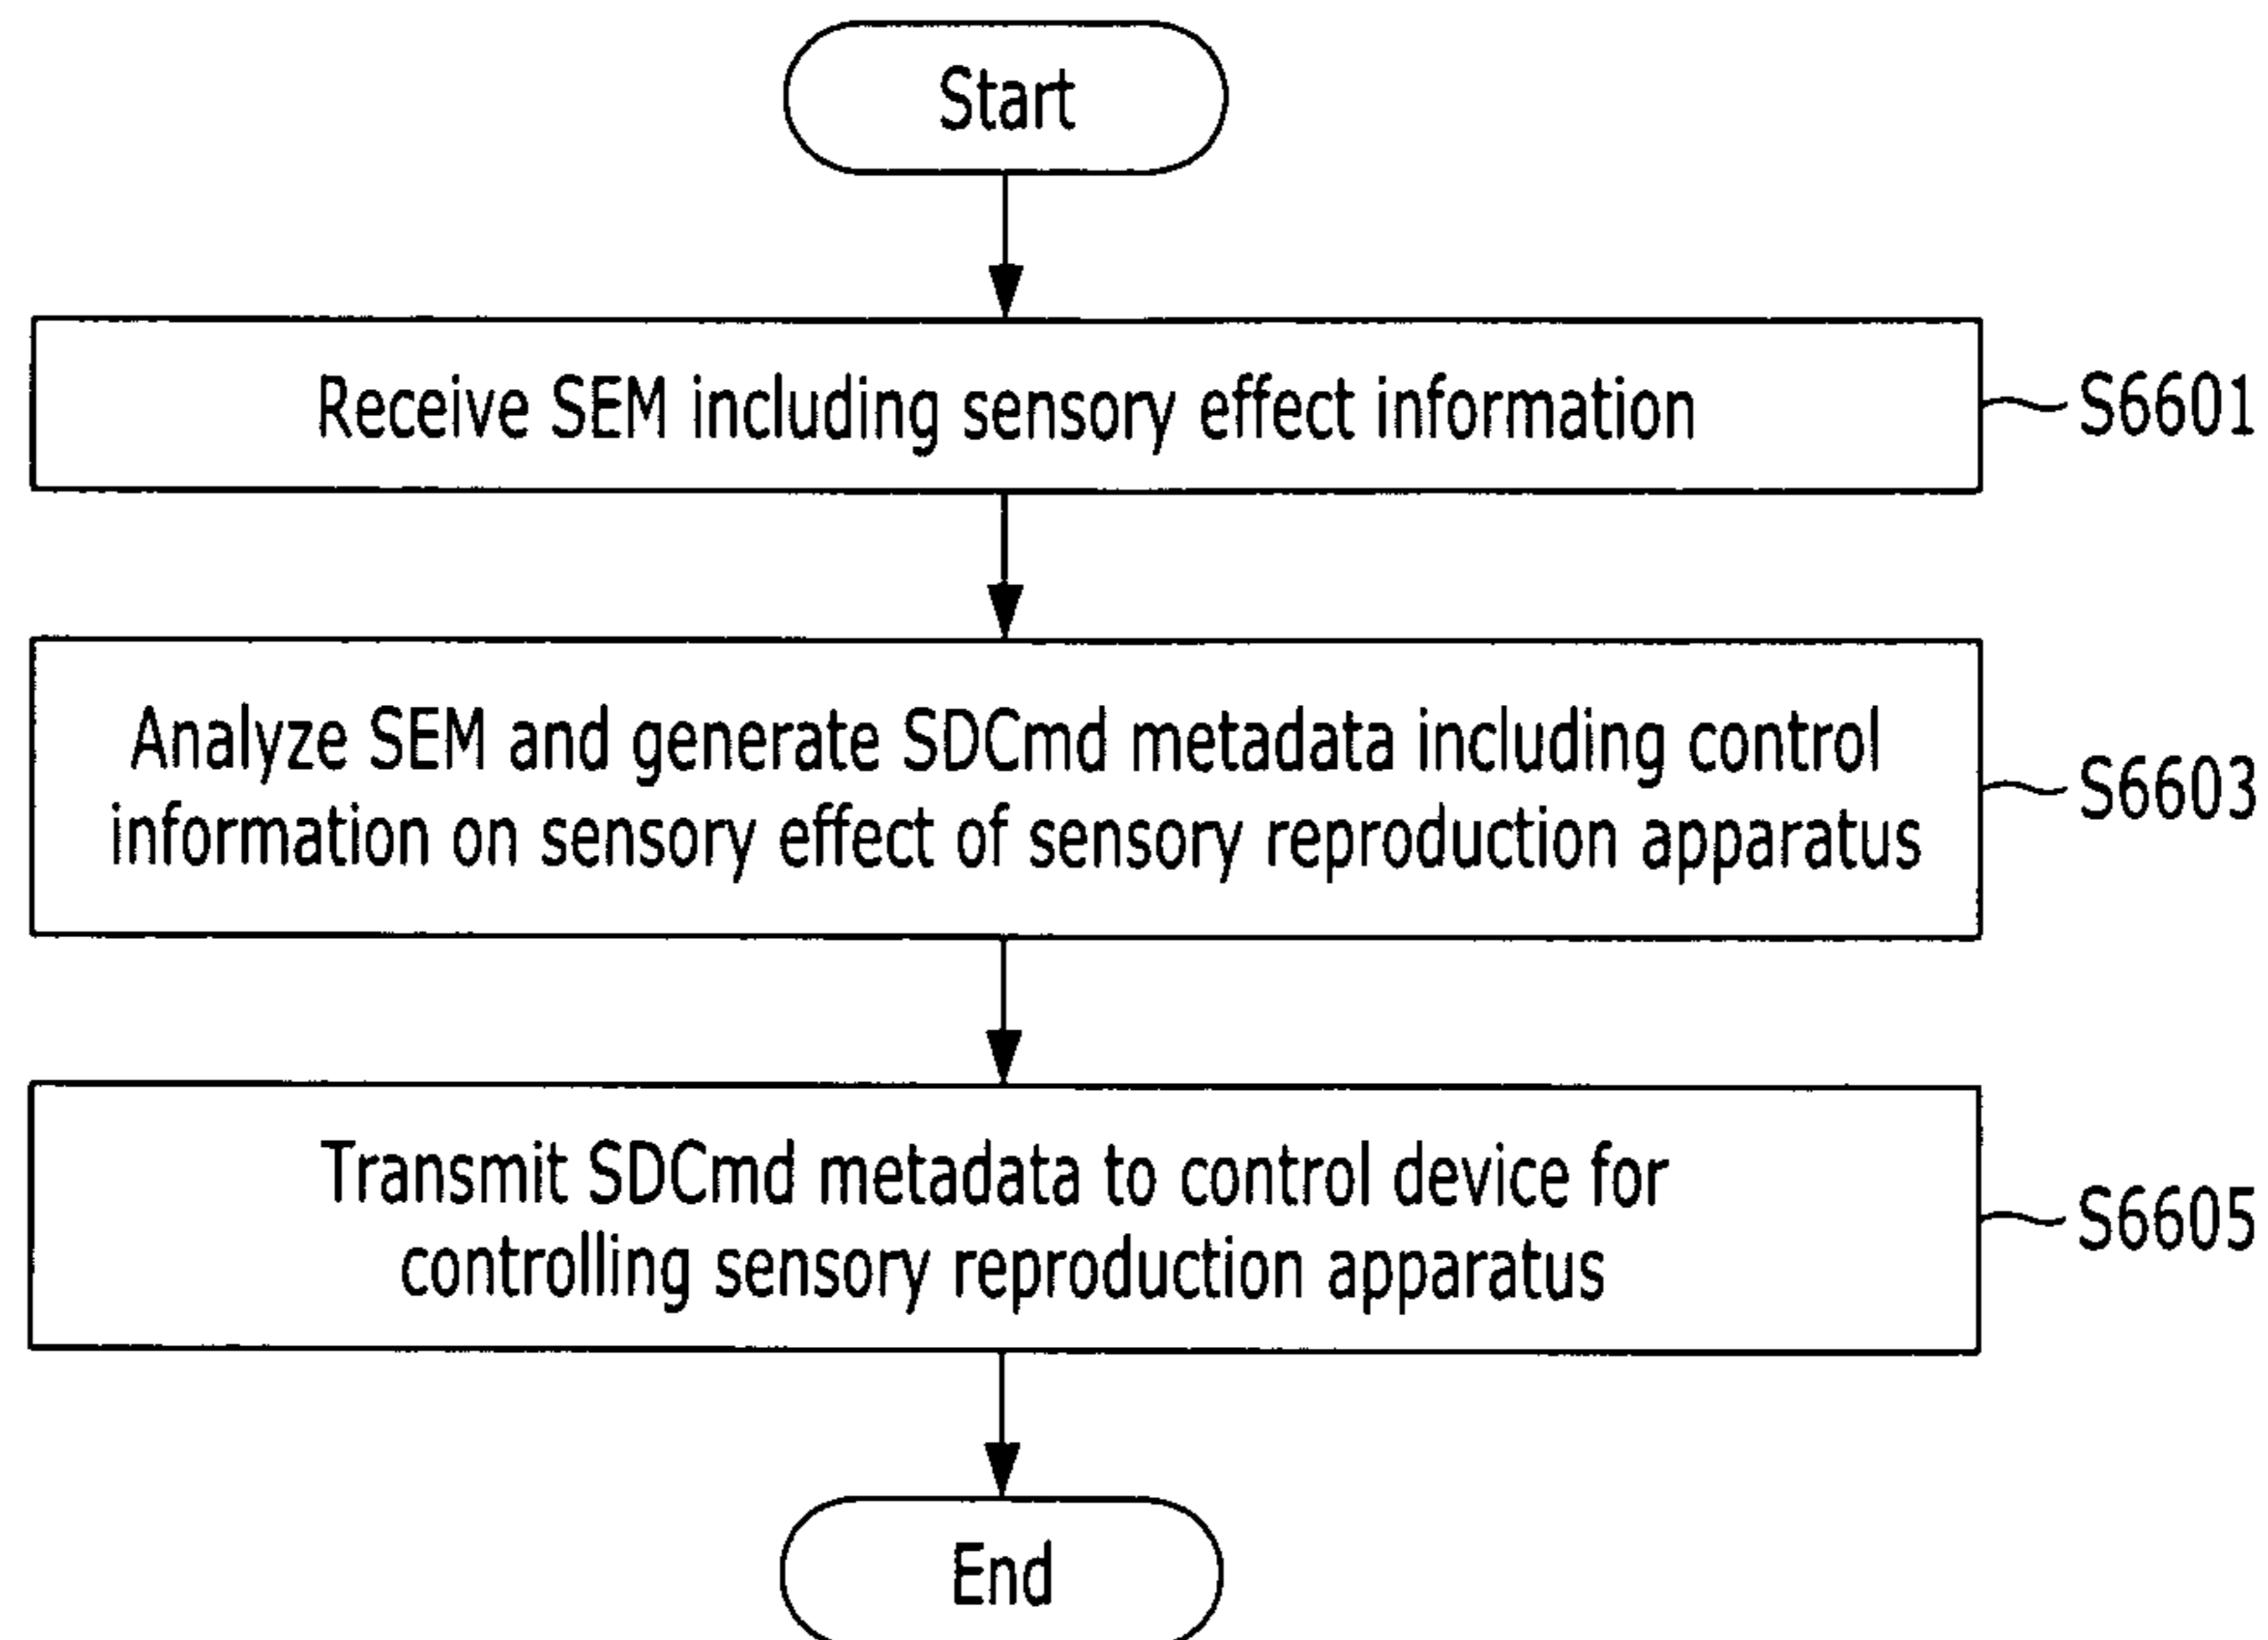 Start
Receive SEM including sensory effect information
S6601
Analyze SEM and generate SDCmd metadata including control
information on sensory effect of sensory reproduction apparatus
S6603
Transmit SDCmd metadata to control device for
controlling sensory reproduction apparatus
S6605
End